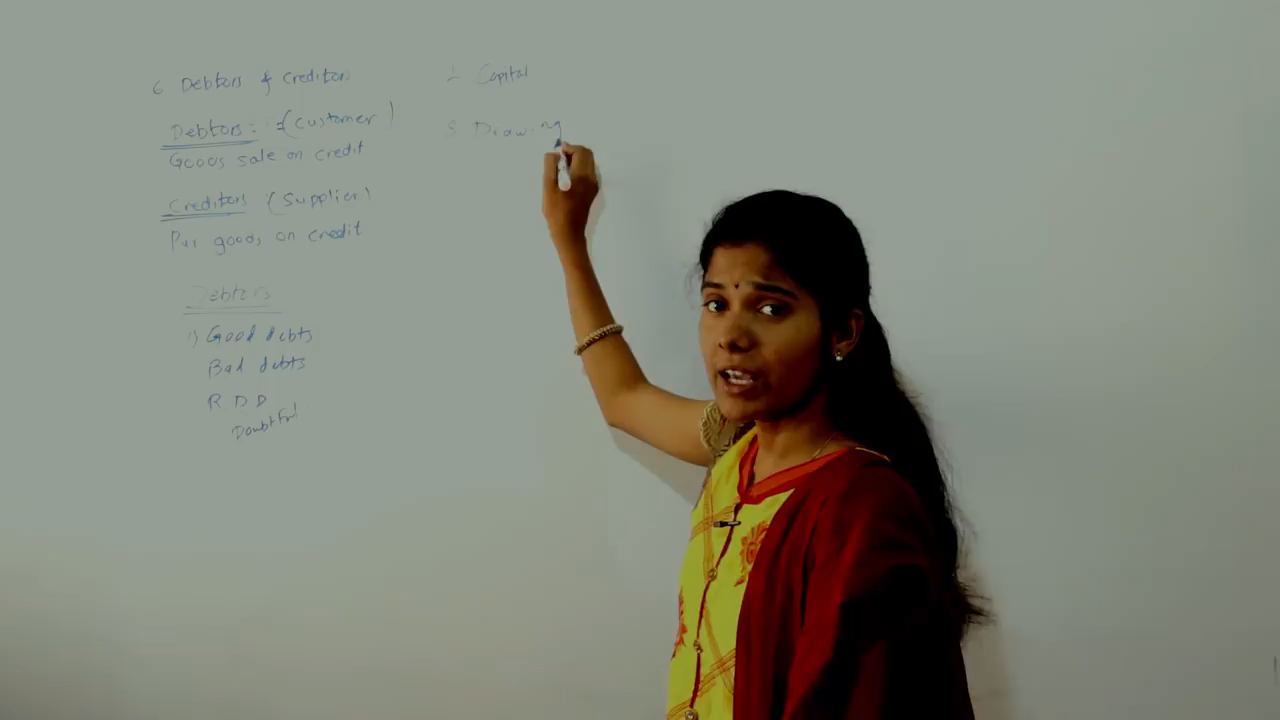 6 Debtors & Creditors
Debtors:- :(Customer)
Goods sale on credit
Creditors (Supplier)
Pur goods on credit
Debtors
1) Good debts
Bad debts
R. D D
Doubtful
Capital
8 Drawing